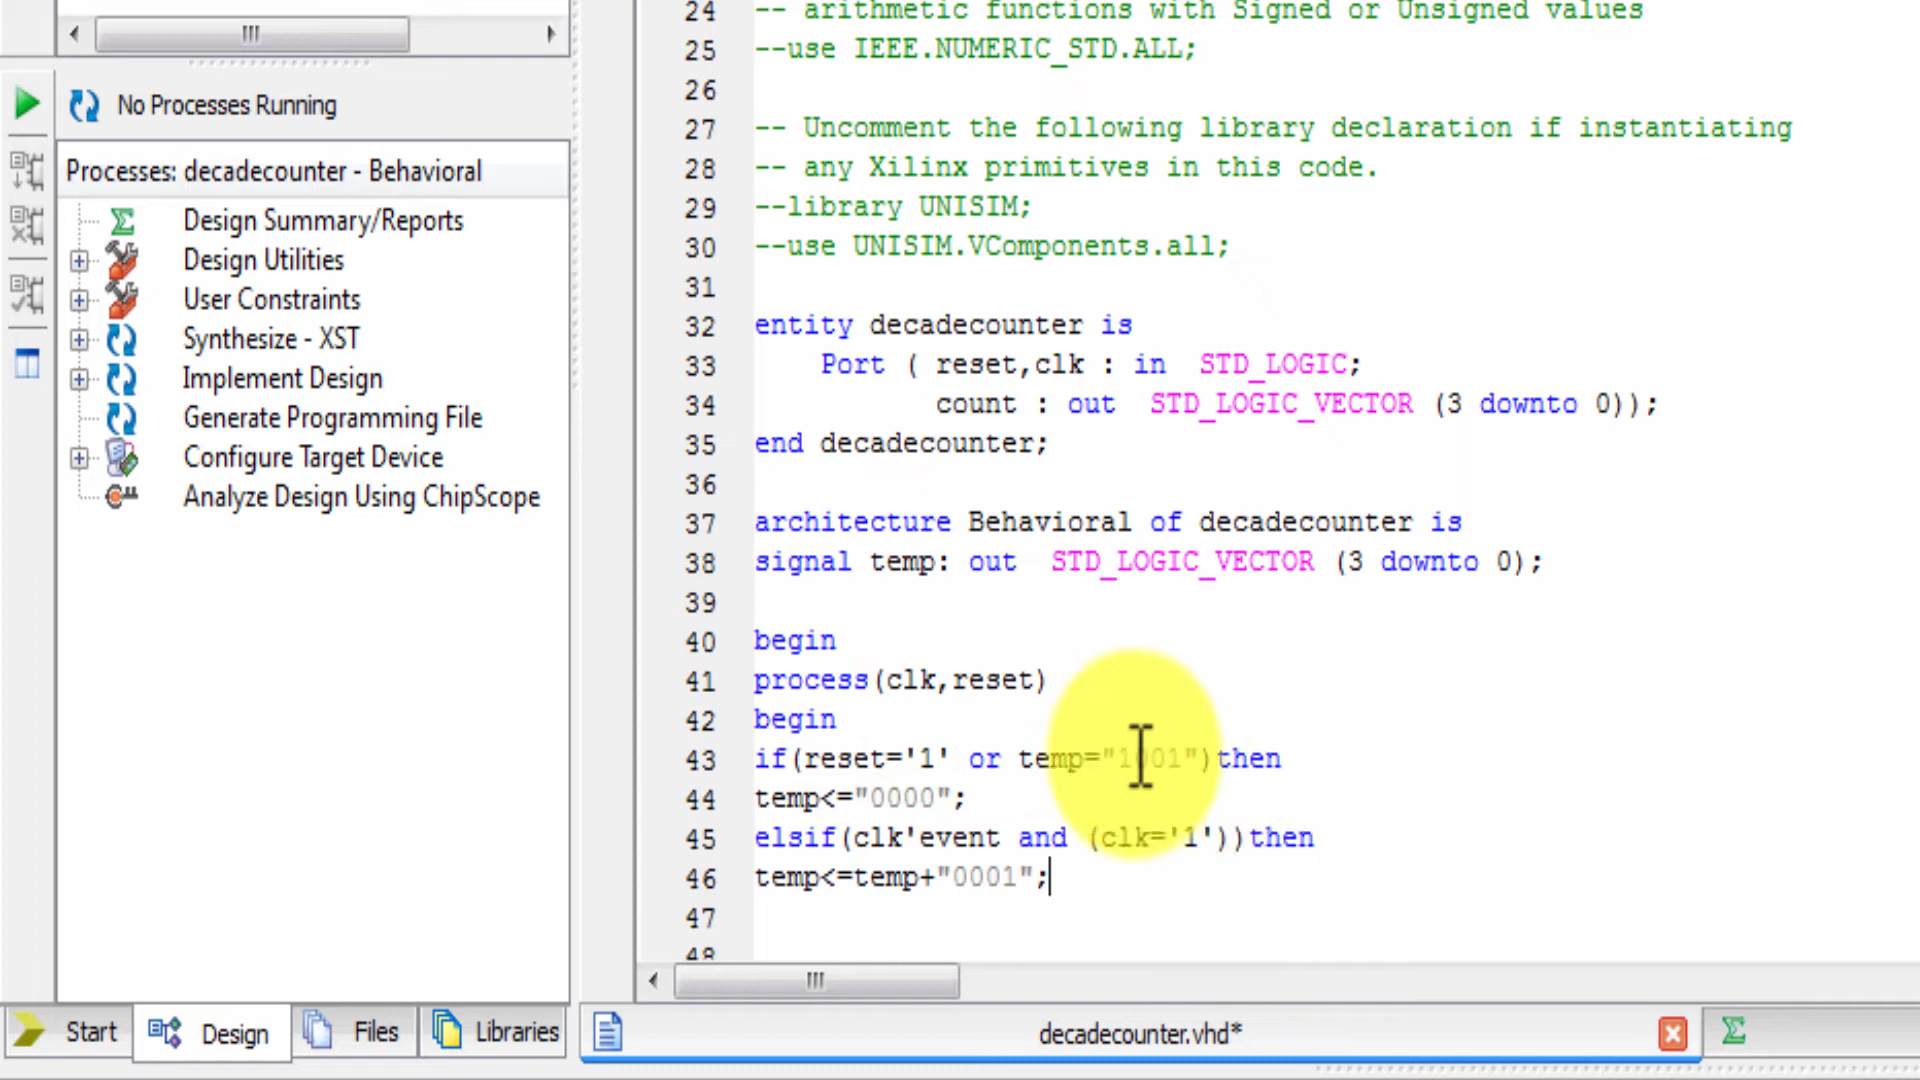 No Processes Running
Processes: decadecounter - Behavioral
Design Summary/Reports
Design Utilities
User Constraints
Synthesize - XST
Implement Design
Generate Programming File
Configure Target Device
Analyze Design Using ChipScope
Start
Design
Files
Libraries
24 -- arithmetic functions with Signed or Unsigned values
25 --use IEEE.NUMERIC_STD.ALL;
26
27 -- Uncomment the following library declaration if instantiating
28 -- any Xilinx primitives in this code.
29 --library UNISIM;
30 --use UNISIM.VComponents.all;
31
32 entity decadecounter is
33 Port ( reset,clk : in STD_LOGIC;
34 count : out STD_LOGIC_VECTOR (3 downto 0));
35 end decadecounter;
36
37 architecture Behavioral of decadecounter is
38 signal temp: out STD_LOGIC_VECTOR (3 downto 0);
39
40 begin
41 process(clk,reset)
42 begin
43 if(reset='1' or temp="1001")then
44 temp<="0000";
45 elsif(clk'event and (clk='1'))then
46 temp<=temp+"0001";
47
48
decadecounter.vhd*